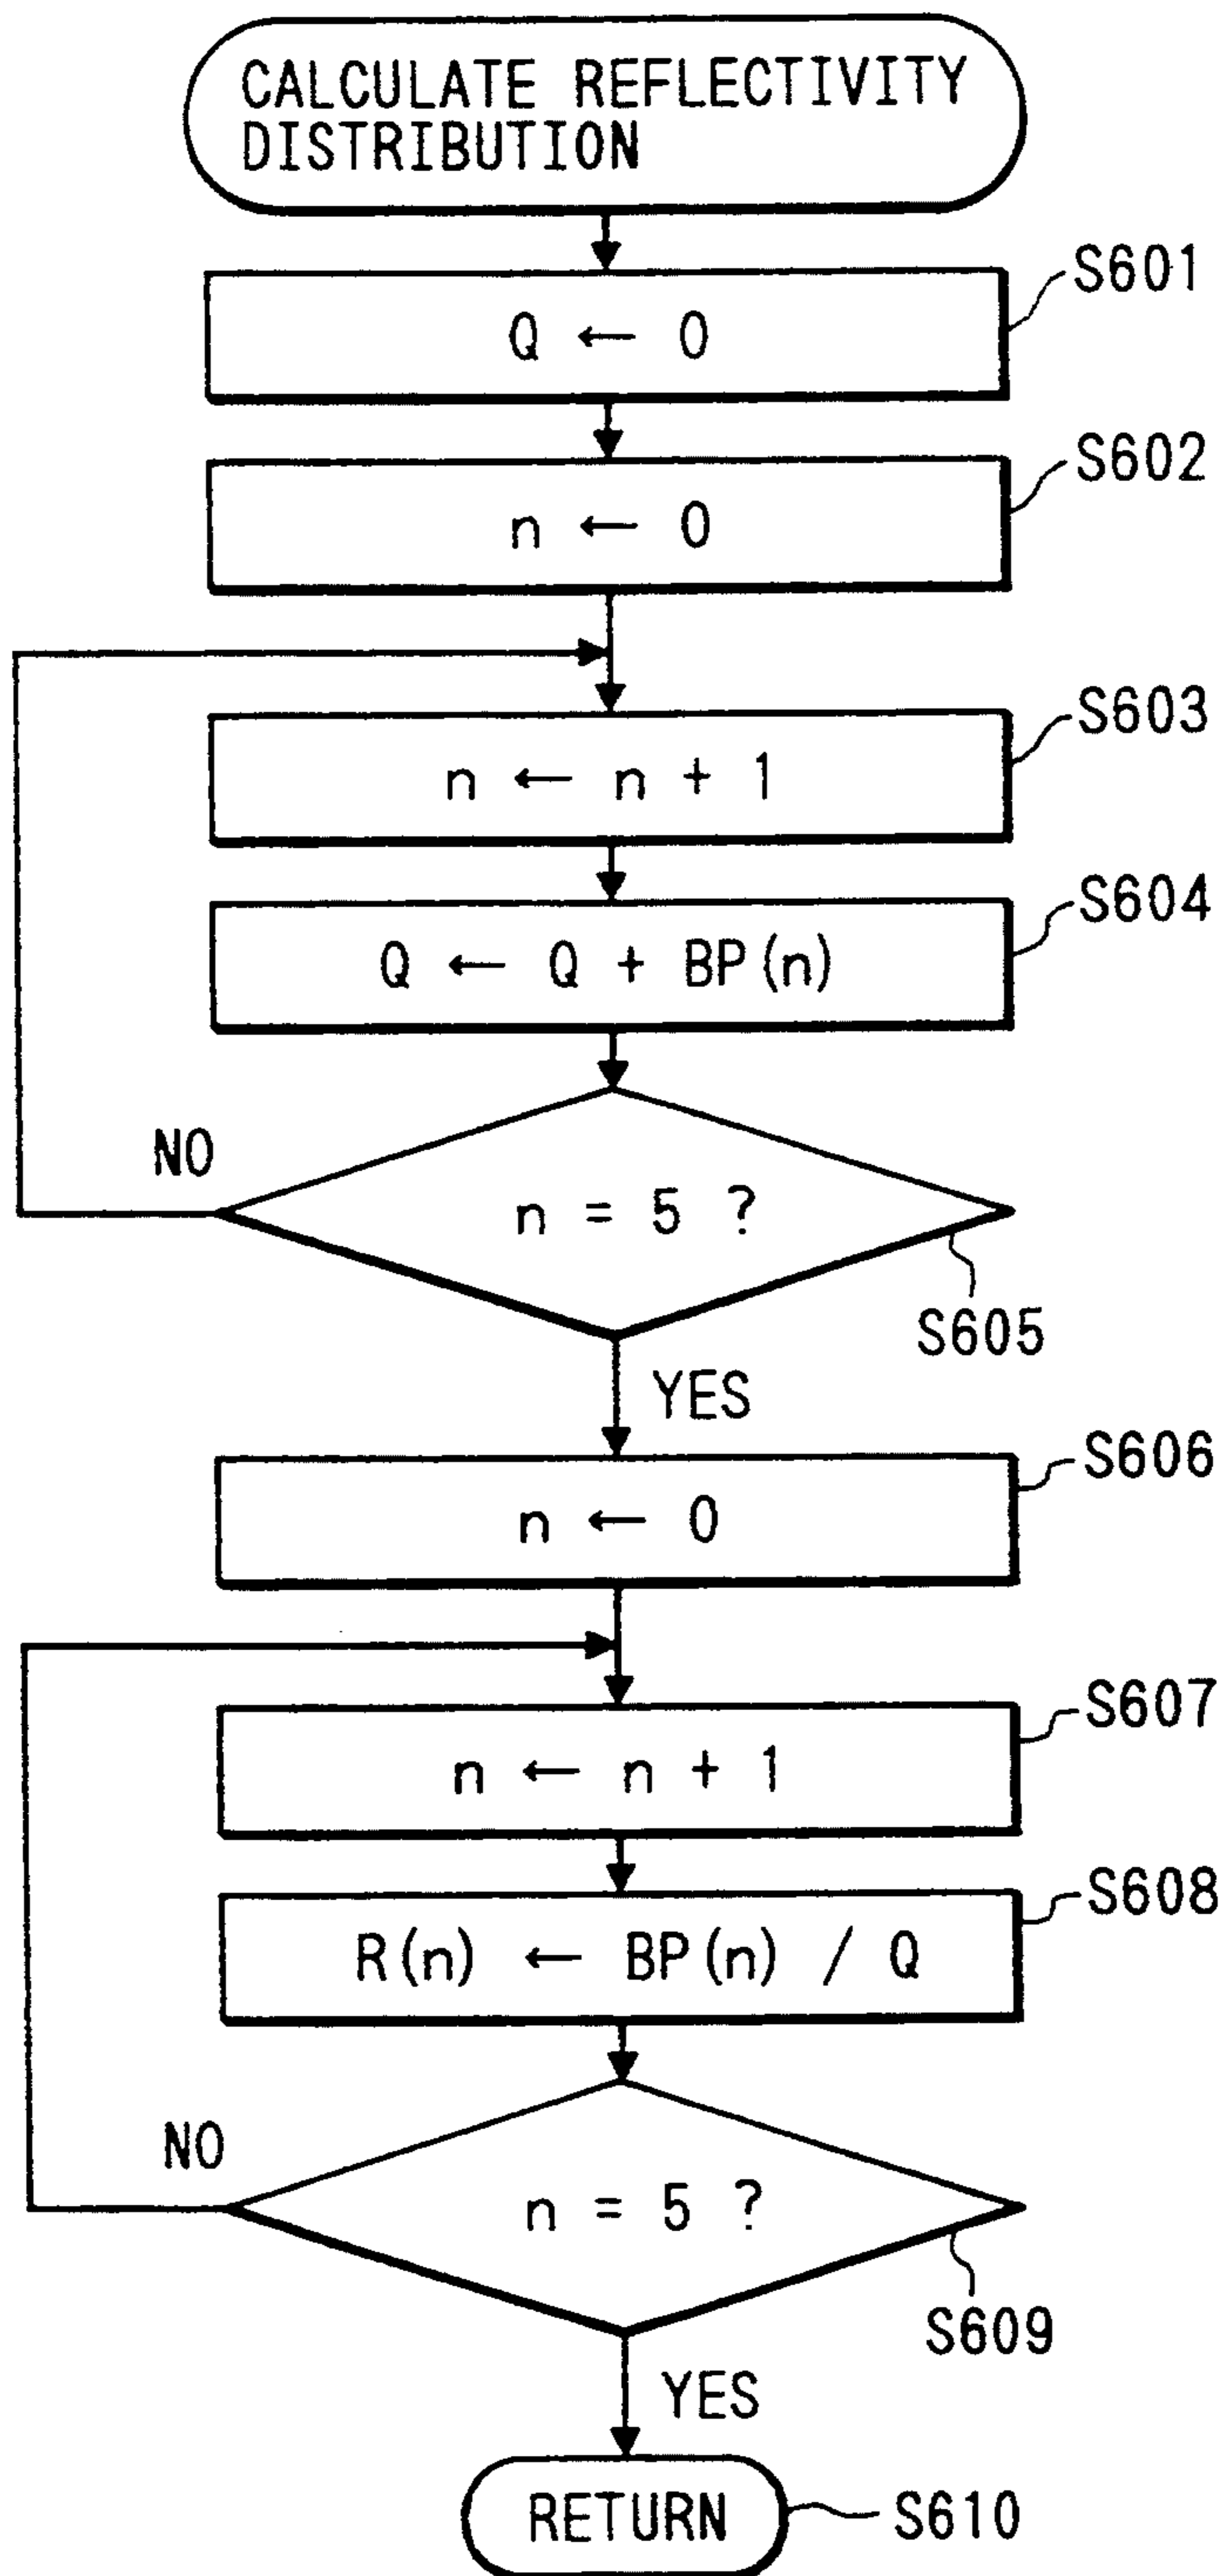 CALCULATE REFLECTIVITY
DISTRIBUTION
S601
Q ← 0
S602
n ← 0
S603
n ← n + 1
S604
Q ← Q + BP(n)
NO
n = 5 ?
S605
YES
S606
n ← 0
S607
n ← n + 1
S608
R(n) ← BP(n) / Q
NO
n = 5 ?
S609
YES
RETURN
S610